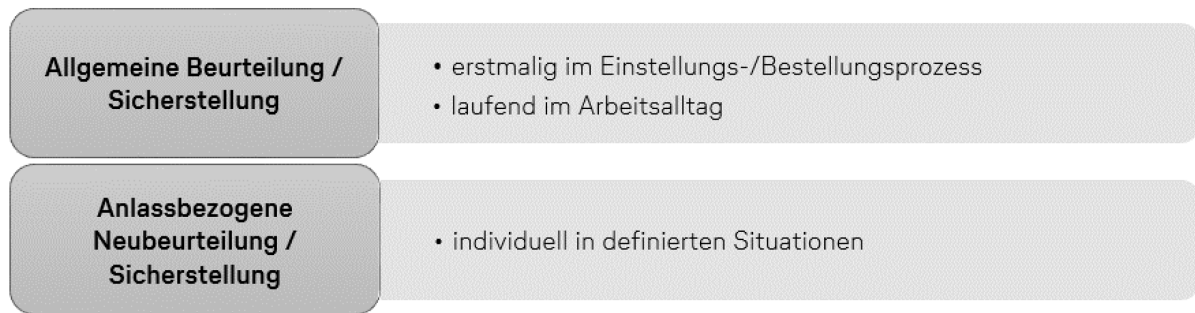 Allgemeine Beurteilung /
Sicherstellung
• erstmalig im Einstellungs-/Bestellungsprozess
• laufend im Arbeitsalltag
Anlassbezogene
Neubeurteilung /
Sicherstellung
• individuell in definierten Situationen